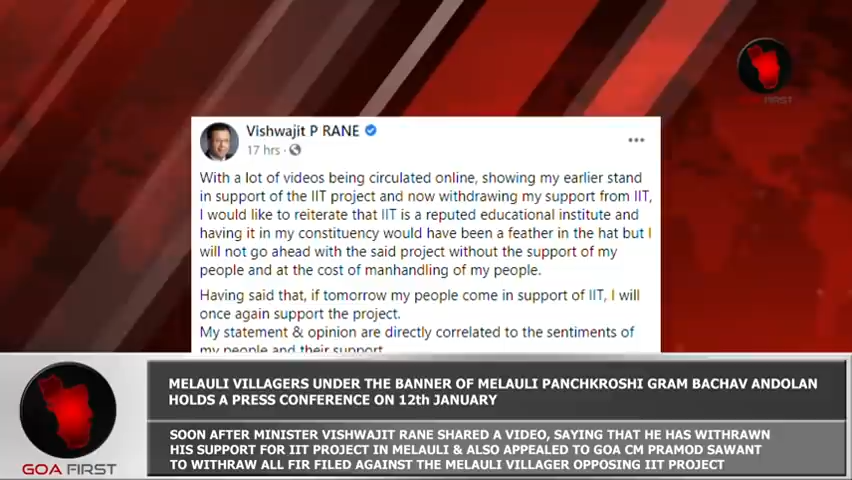 GOA FIRST
Vishwajit P RANE
17 hrs ·
With a lot of videos being circulated online, showing my earlier stand
in support of the IIT project and now withdrawing my support from IIT,
I would like to reiterate that IIT is a reputed educational institute and
having it in my constituency would have been a feather in the hat but I
will not go ahead with the said project without the support of my
people and at the cost of manhandling of my people.
Having said that, if tomorrow my people come in support of IIT, I will
once again support the project.
My statement & opinion are directly correlated to the sentiments of
my people and their support
MELAULI VILLAGERS UNDER THE BANNER OF MELAULI PANCHKROSHI GRAM BACHAV ANDOLAN
HOLDS A PRESS CONFERENCE ON 12th JANUARY
SOON AFTER MINISTER VISHWAJIT RANE SHARED A VIDEO, SAYING THAT HE HAS WITHRAWN
HIS SUPPORT FOR IIT PROJECT IN MELAULI & ALSO APPEALED TO GOA CM PRAMOD SAWANT
TO WITHRAW ALL FIR FILED AGAINST THE MELAULI VILLAGER OPPOSING IIT PROJECT
GOA FIRST